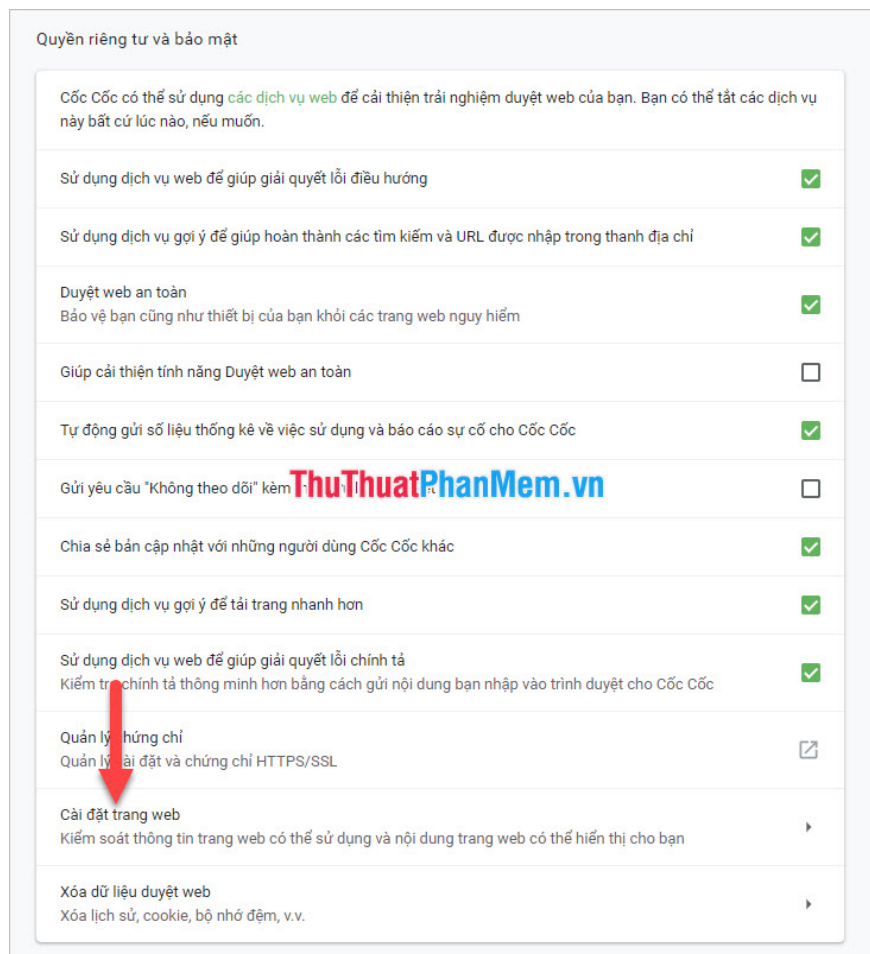 Quyền riêng tư và bảo mật
Cốc Cốc có thể sử dụng các dịch vụ web để cải thiện trải nghiệm duyệt web của bạn. Bạn có thể tắt các dịch vụ
này bất cứ lúc nào, nếu muốn.
Sử dụng dịch vụ web để giúp giải quyết lỗi điều hướng
Sử dụng dịch vụ gợi ý để giúp hoàn thành các tìm kiếm và URL được nhập trong thanh địa chỉ
Duyệt web an toàn
Bảo vệ bạn cũng như thiết bị của bạn khỏi các trang web nguy hiểm
Giúp cải thiện tính năng Duyệt web an toàn
Tự động gửi số liệu thống kê về việc sử dụng và báo cáo sự cố cho Cốc Cốc
Gửi yêu cầu "Không theo dõi" kèm
ThuThuatPhanMem.vn
Chia sẻ bản cập nhật với những người dùng Cốc Cốc khác
Sử dụng dịch vụ gợi ý để tải trang nhanh hơn
Sử dụng dịch vụ web để giúp giải quyết lỗi chính tả
Kiểm tra chính tả thông minh hơn bằng cách gửi nội dung bạn nhập vào trình duyệt cho Cốc Cốc
Quản lý chứng chỉ
Quản lý cài đặt và chứng chỉ HTTPS/SSL
Cài đặt trang web
Kiểm soát thông tin trang web có thể sử dụng và nội dung trang web có thể hiển thị cho bạn
Xóa dữ liệu duyệt web
Xóa lịch sử, cookie, bộ nhớ đệm, v.v.